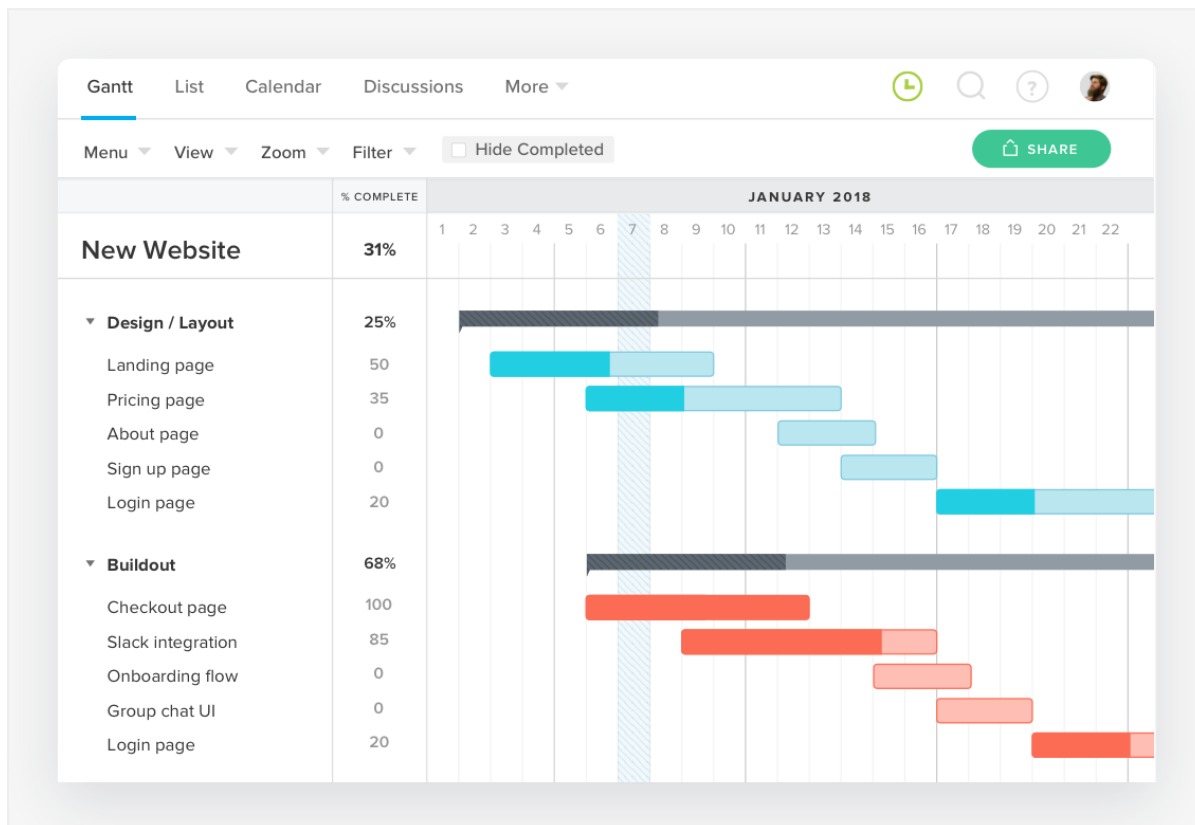 Gantt List Calendar Discussions More ?
Menu View Zoom Filter Hide Completed SHARE
% COMPLETE JANUARY 2018
1 2 3 4 5 6 7 8 9 10 11 12 13 14 15 16 17 18 19 20 21 22
New Website 31%
Design / Layout 25%
Landing page 50
Pricing page 35
About page 0
Sign up page 0
Login page 20
Buildout 68%
Checkout page 100
Slack integration 85
Onboarding flow 0
Group chat UI 0
Login page 20